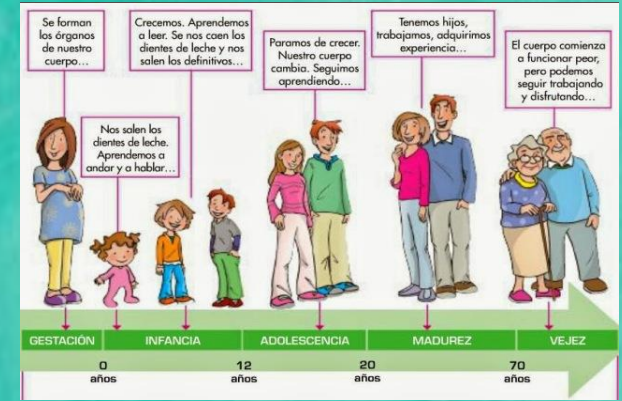 Se forman
los órganos
de nuestro
cuerpo...
Nos salen los
dientes de leche.
Aprendemos a
andar y a hablar...
Crecemos. Aprendemos
a leer. Se nos caen los
dientes de leche y nos
salen los definitivos...
Paramos de crecer.
Nuestro cuerpo
cambia. Seguimos
aprendiendo...
Tenemos hijos,
trabajamos, adquirimos
experiencia...
El cuerpo comienza
a funcionar peor,
pero podemos
seguir trabajando
y disfrutando...
GESTACIÓN INFANCIA ADOLESCENCIA MADUREZ VEJEZ
0 12 20 70
años años años años